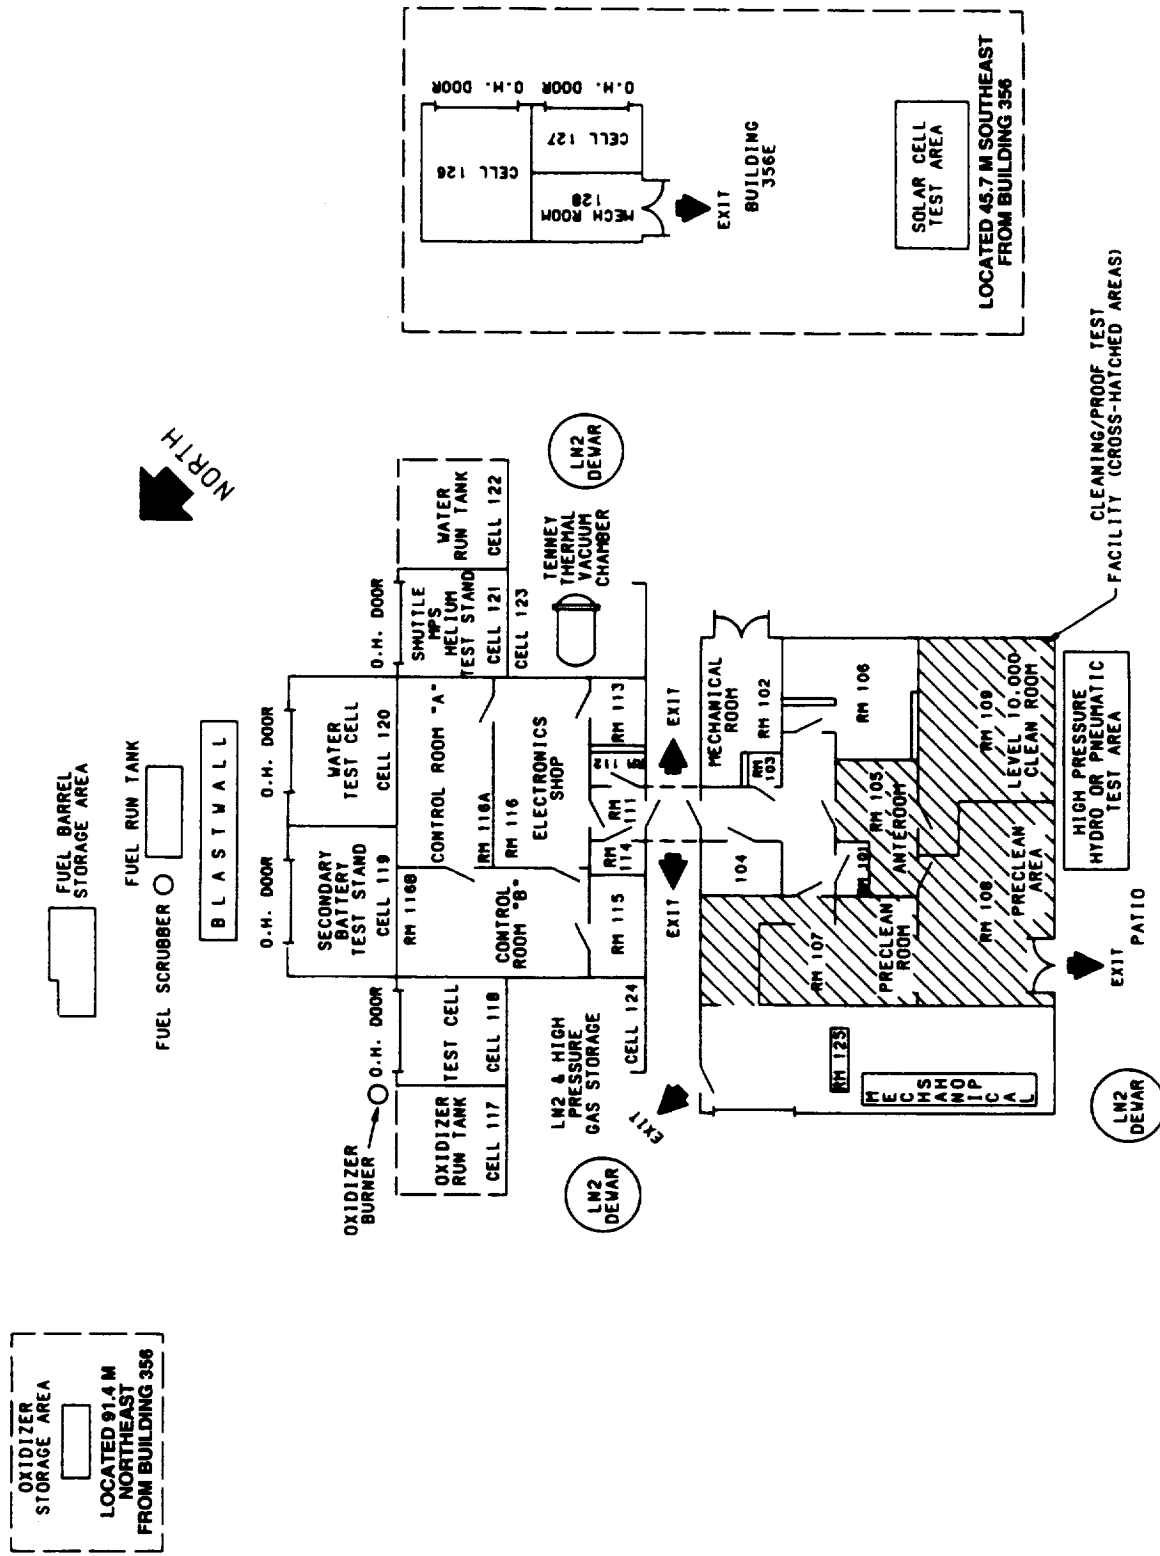 OXIDIZER
STORAGE AREA
LOCATED 91.4 M
NORTHEAST
FROM BUILDING 356
FUEL BARREL
STORAGE AREA
FUEL RUN TANK
FUEL SCRUBBER
BLASTWALL
NORTH
OXIDIZER
BURNER
O.H. DOOR
O.H. DOOR
O.H. DOOR
O.H. DOOR
OXIDIZER
RUN TANK
CELL 117
TEST CELL
CELL 118
SECONDARY
BATTERY
TEST STAND
CELL 119
WATER
TEST CELL
CELL 120
SHUTTLE
MPS
HELIUM
TEST STAND
CELL 121
WATER
RUN TANK
CELL 122
CELL 123
TENNEY
THERMAL
VACUUM
CHAMBER
LN2
DEWAR
RM 116B
CONTROL
ROOM "B"
CONTROL ROOM "A"
RM 116A
RM 116
ELECTRONICS
SHOP
LN2 & HIGH
PRESSURE
GAS STORAGE
CELL 124
RM 115
RM
114
RM
111
RM 112
RM 113
EXIT
EXIT
EXIT
LN2
DEWAR
MECHANICAL
ROOM
RM 102
RM
103
104
RM 101
RM 105
ANTEROOM
RM 106
RM 107
PRECLEAN
ROOM
RM 108
PRECLEAN
AREA
RM 109
LEVEL 10,000
CLEAN ROOM
RM 125
MECHANICAL
SHOP
LN2
DEWAR
EXIT
PATIO
HIGH PRESSURE
HYDRO OR PNEUMATIC
TEST AREA
CLEANING/PROOF TEST
FACILITY (CROSS-HATCHED AREAS)
O.H. DOOR
O.H. DOOR
CELL 126
CELL 127
MECH ROOM
128
EXIT
BUILDING
356E
SOLAR CELL
TEST AREA
LOCATED 45.7 M SOUTHEAST
FROM BUILDING 356